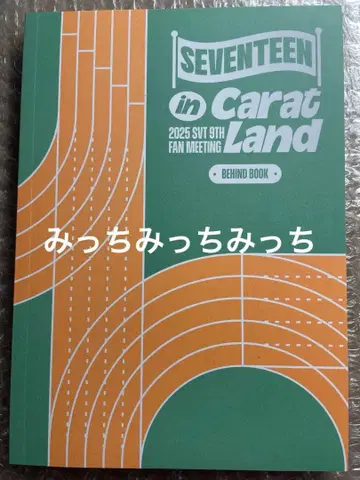 SEVENTEEN
in Carat
2025 SVT 9TH
FAN MEETING
Land
• BEHIND BOOK •
みっちみっちみっち